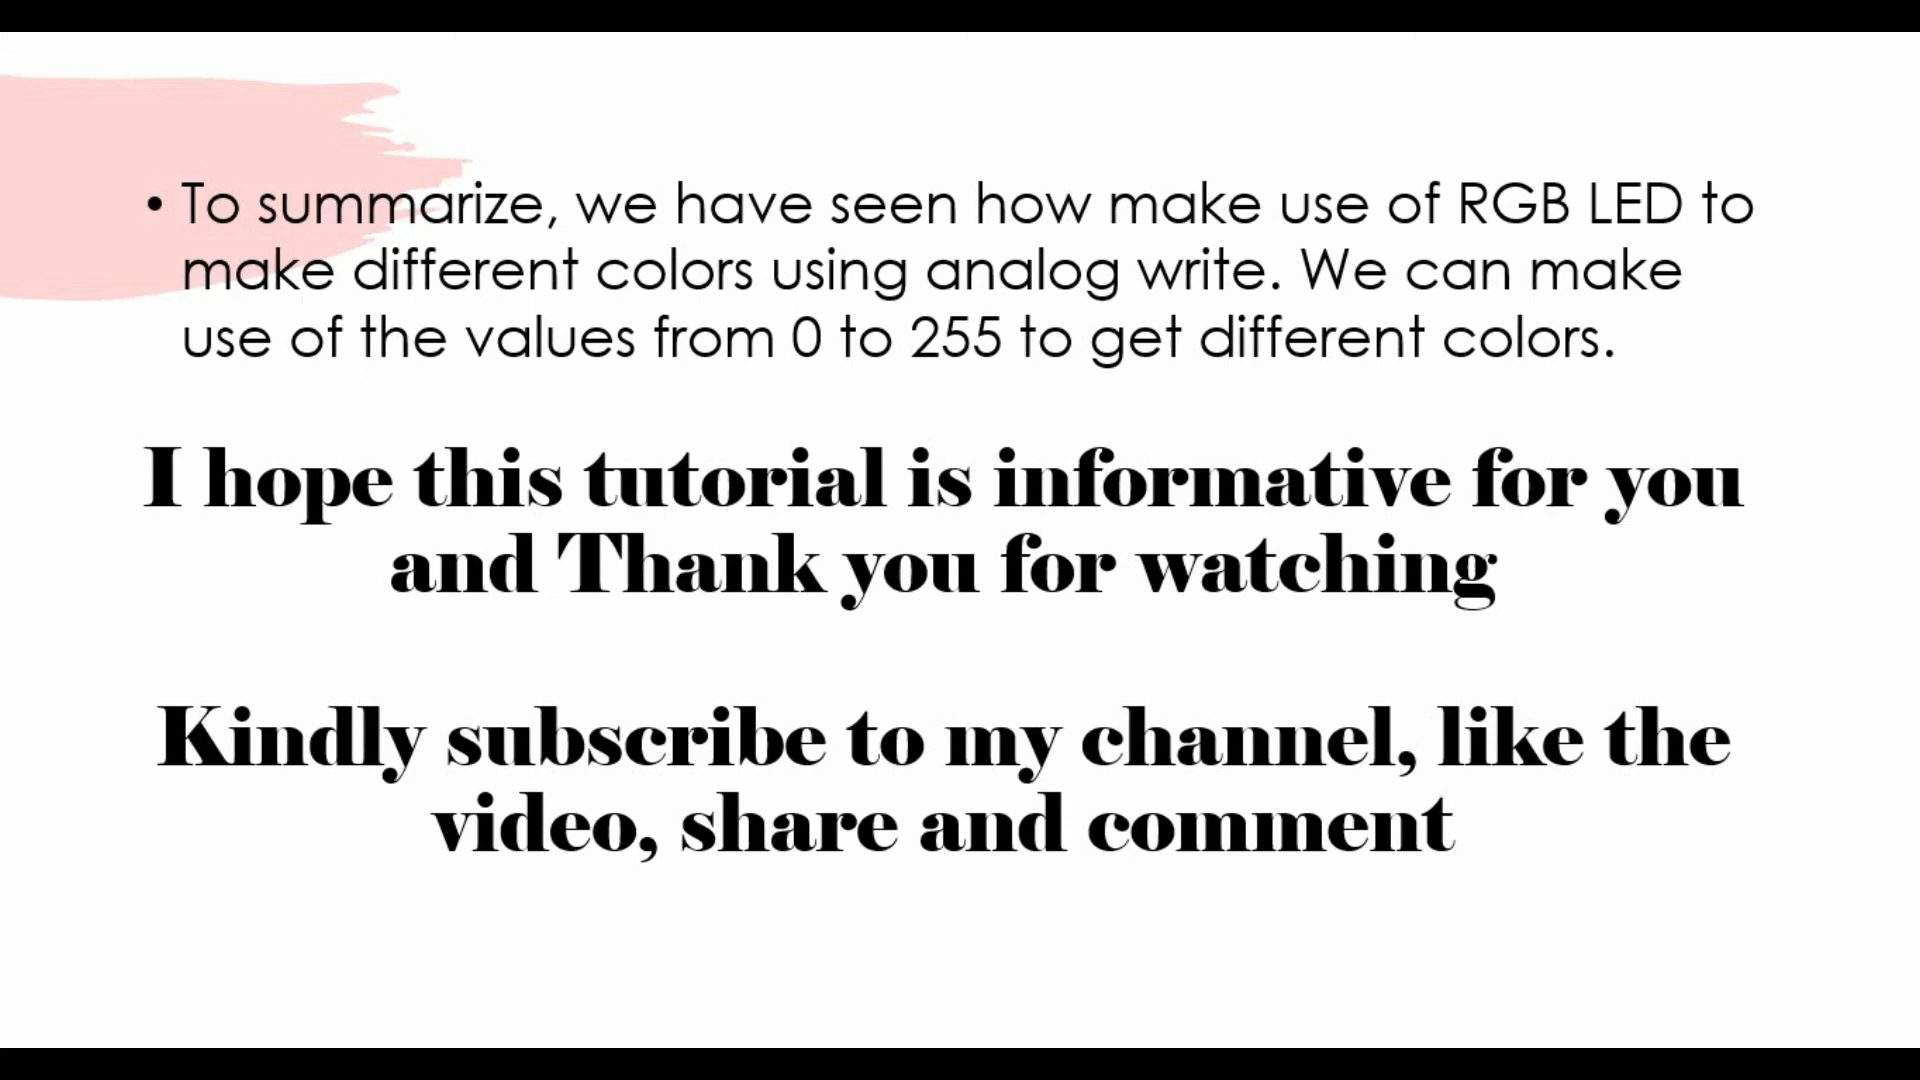 • To summarize, we have seen how make use of RGB LED to
make different colors using analog write. We can make
use of the values from 0 to 255 to get different colors.
I hope this tutorial is informative for you
and Thank you for watching
Kindly subscribe to my channel, like the
video, share and comment